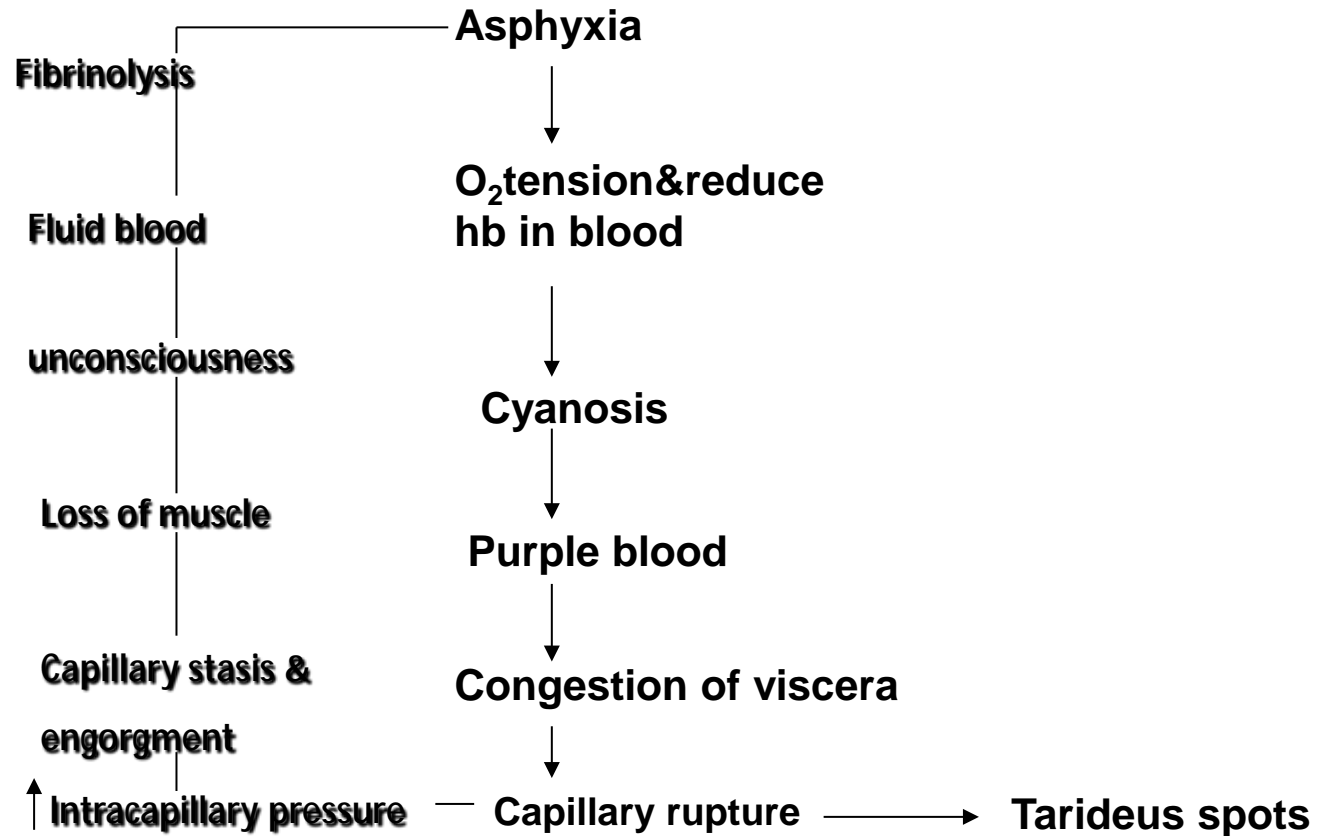 Asphyxia
Fibrinolysis
O₂tension&reduce
hb in blood
Fluid blood
unconsciousness
Cyanosis
Loss of muscle
Purple blood
Capillary stasis &
engorgment
Congestion of viscera
↑ Intracapillary pressure
Capillary rupture
Tarideus spots